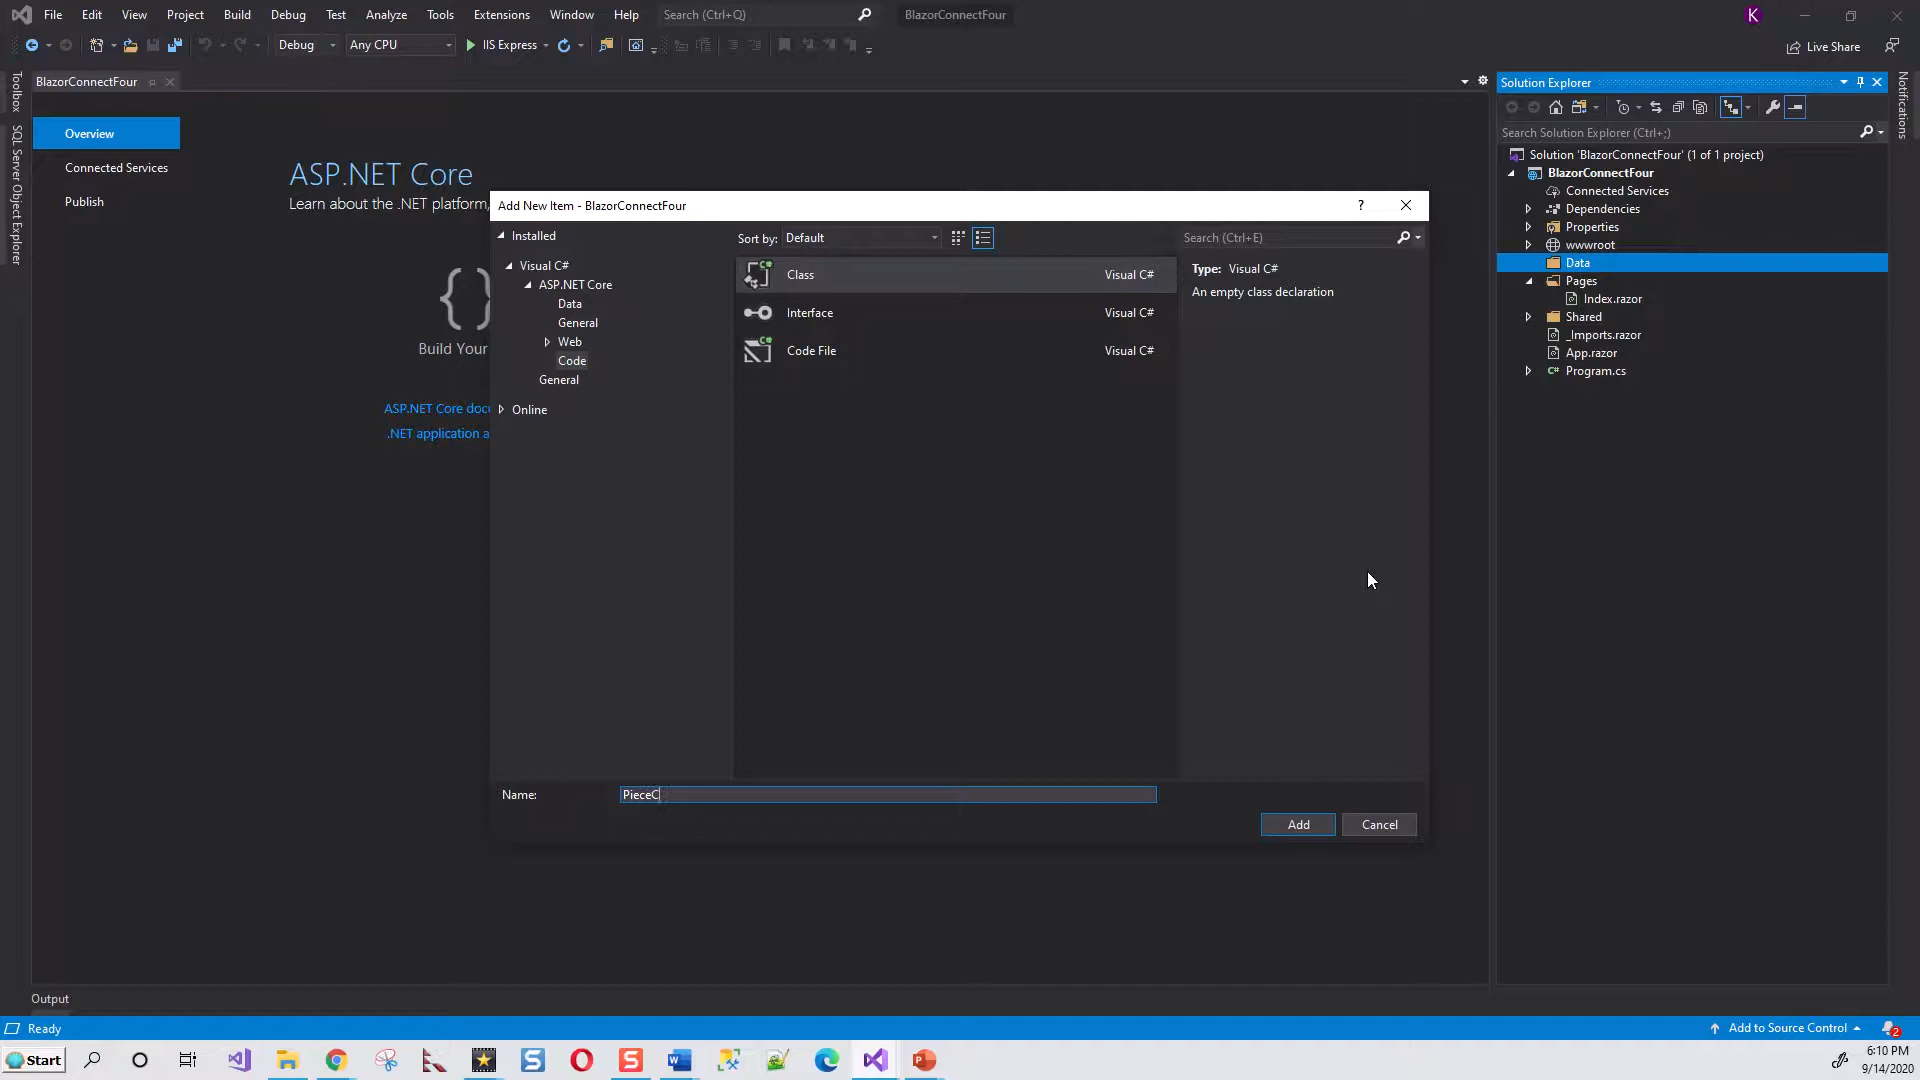 File Edit View Project Build Debug Test Analyze Tools Extensions Window Help Search (Ctrl+Q) BlazorConnectFour K
Debug Any CPU IIS Express Live Share
Toolbox
SQL Server Object Explorer
BlazorConnectFour
Overview
Connected Services
Publish
ASP.NET Core
Learn about the .NET platform,
{}
Build Your
ASP.NET Core docu
.NET application a
Add New Item - BlazorConnectFour ?
Installed
Visual C#
ASP.NET Core
Data
General
Web
Code
General
Online
Sort by: Default
Class Visual C#
Interface Visual C#
Code File Visual C#
Search (Ctrl+E)
Type: Visual C#
An empty class declaration
Name: PieceC
Add Cancel
Solution Explorer
Search Solution Explorer (Ctrl+;)
Solution 'BlazorConnectFour' (1 of 1 project)
BlazorConnectFour
Connected Services
Dependencies
Properties
wwwroot
Data
Pages
Index.razor
Shared
_Imports.razor
App.razor
C# Program.cs
Notifications
Output
Ready Add to Source Control 2
Start 6:10 PM
9/14/2020